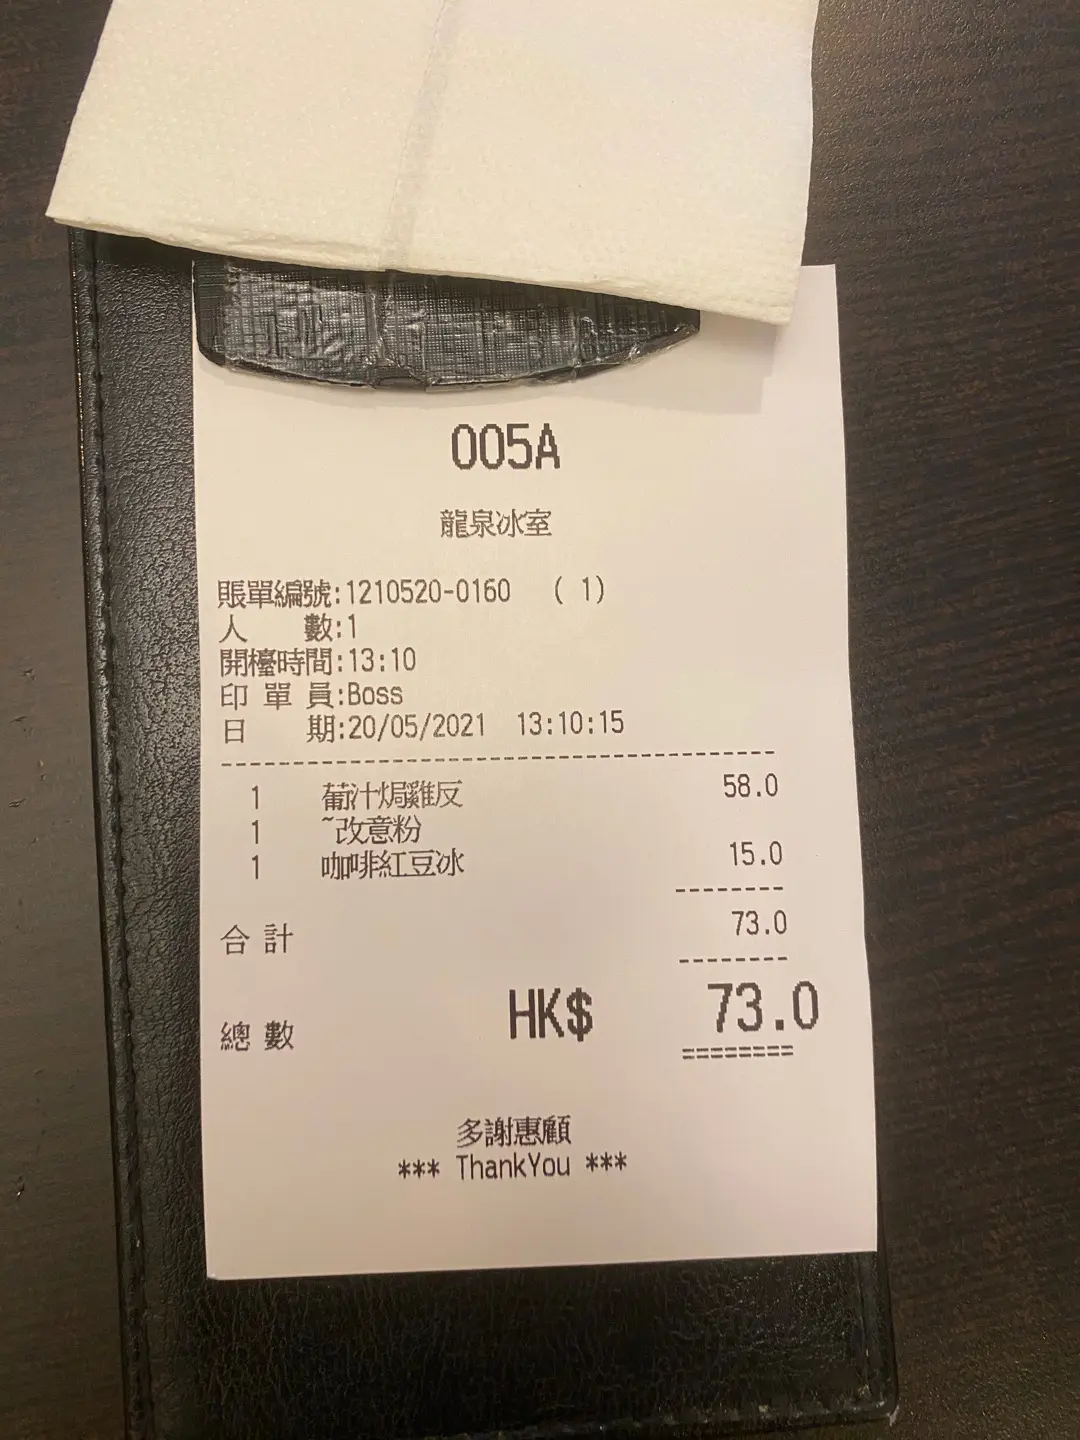 005A
龍泉冰室
賬單編號:1210520-0160 ( 1)
人 數:1
開檯時間:13:10
印 單 員:Boss
日 期:20/05/2021 13:10:15
1 葡汁焗雞反 58.0
1 ~改意粉
1 咖啡紅豆冰 15.0
合 計 73.0
總 數 HK$ 73.0
多謝惠顧
*** ThankYou ***